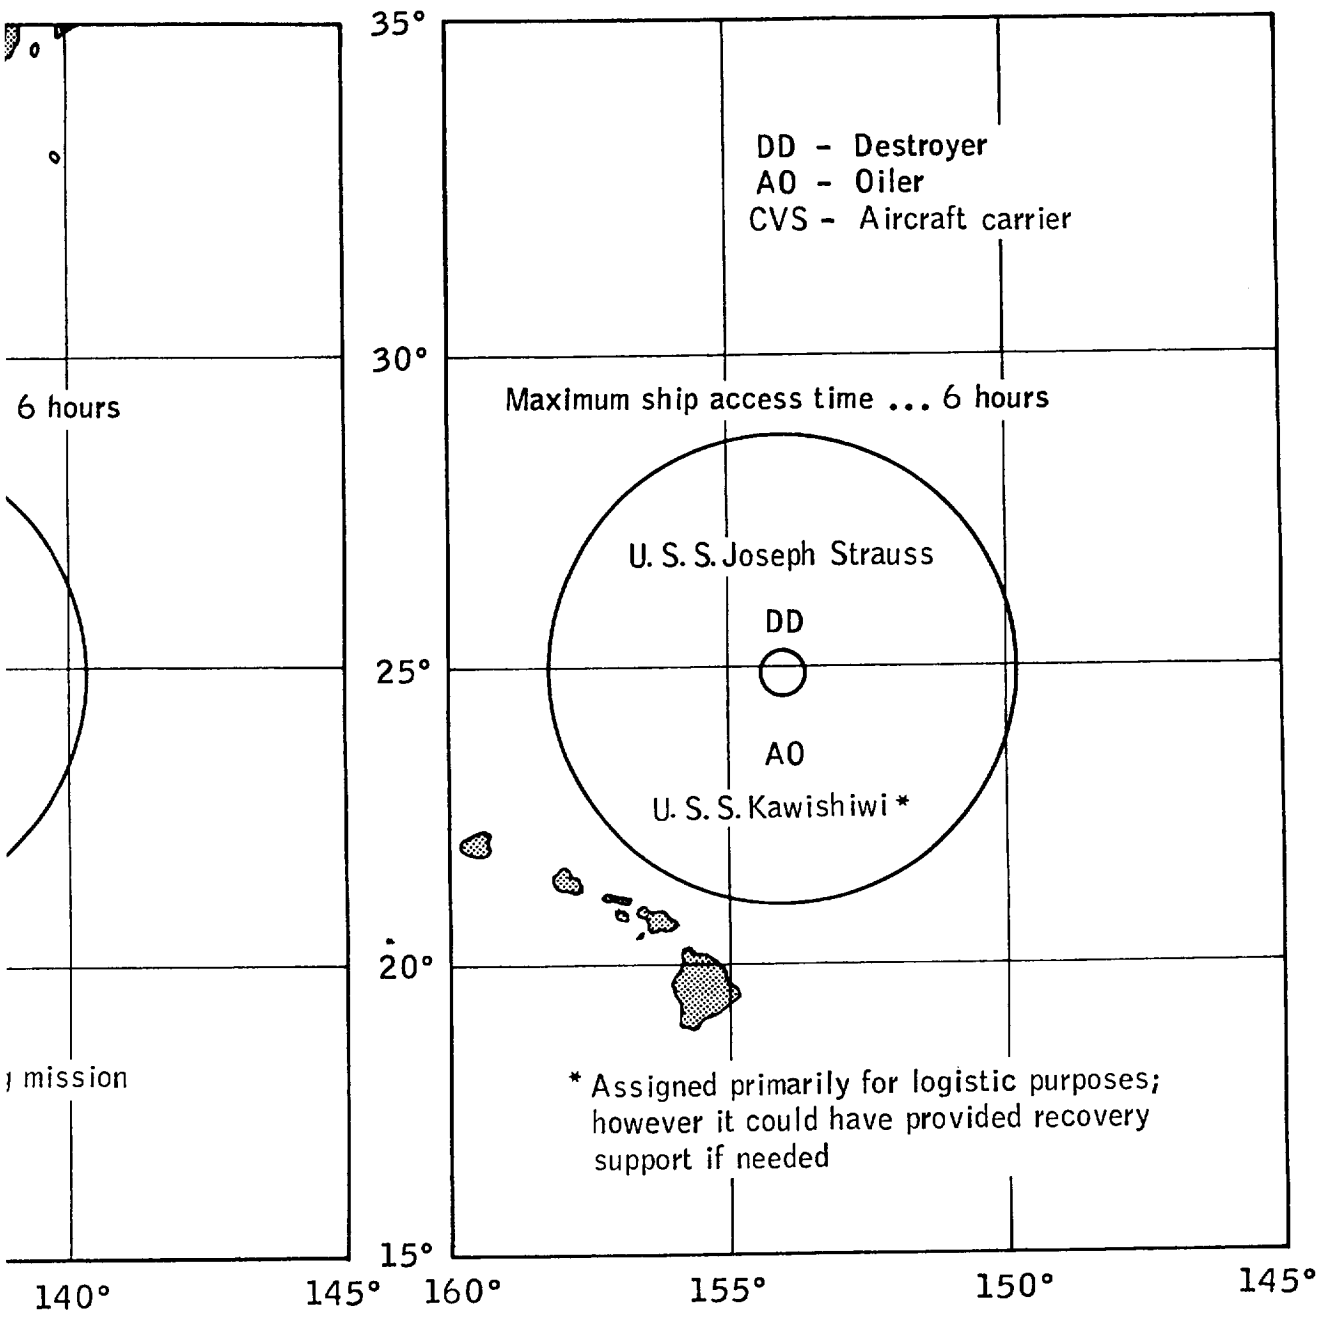 35°
DD - Destroyer
AO - Oiler
CVS - Aircraft carrier
30°
6 hours
Maximum ship access time ... 6 hours
U. S. S. Joseph Strauss
DD
25°
AO
U. S. S. Kawishiwi *
20°
mission
* Assigned primarily for logistic purposes;
however it could have provided recovery
support if needed
15°
140° 145° 160° 155° 150° 145°